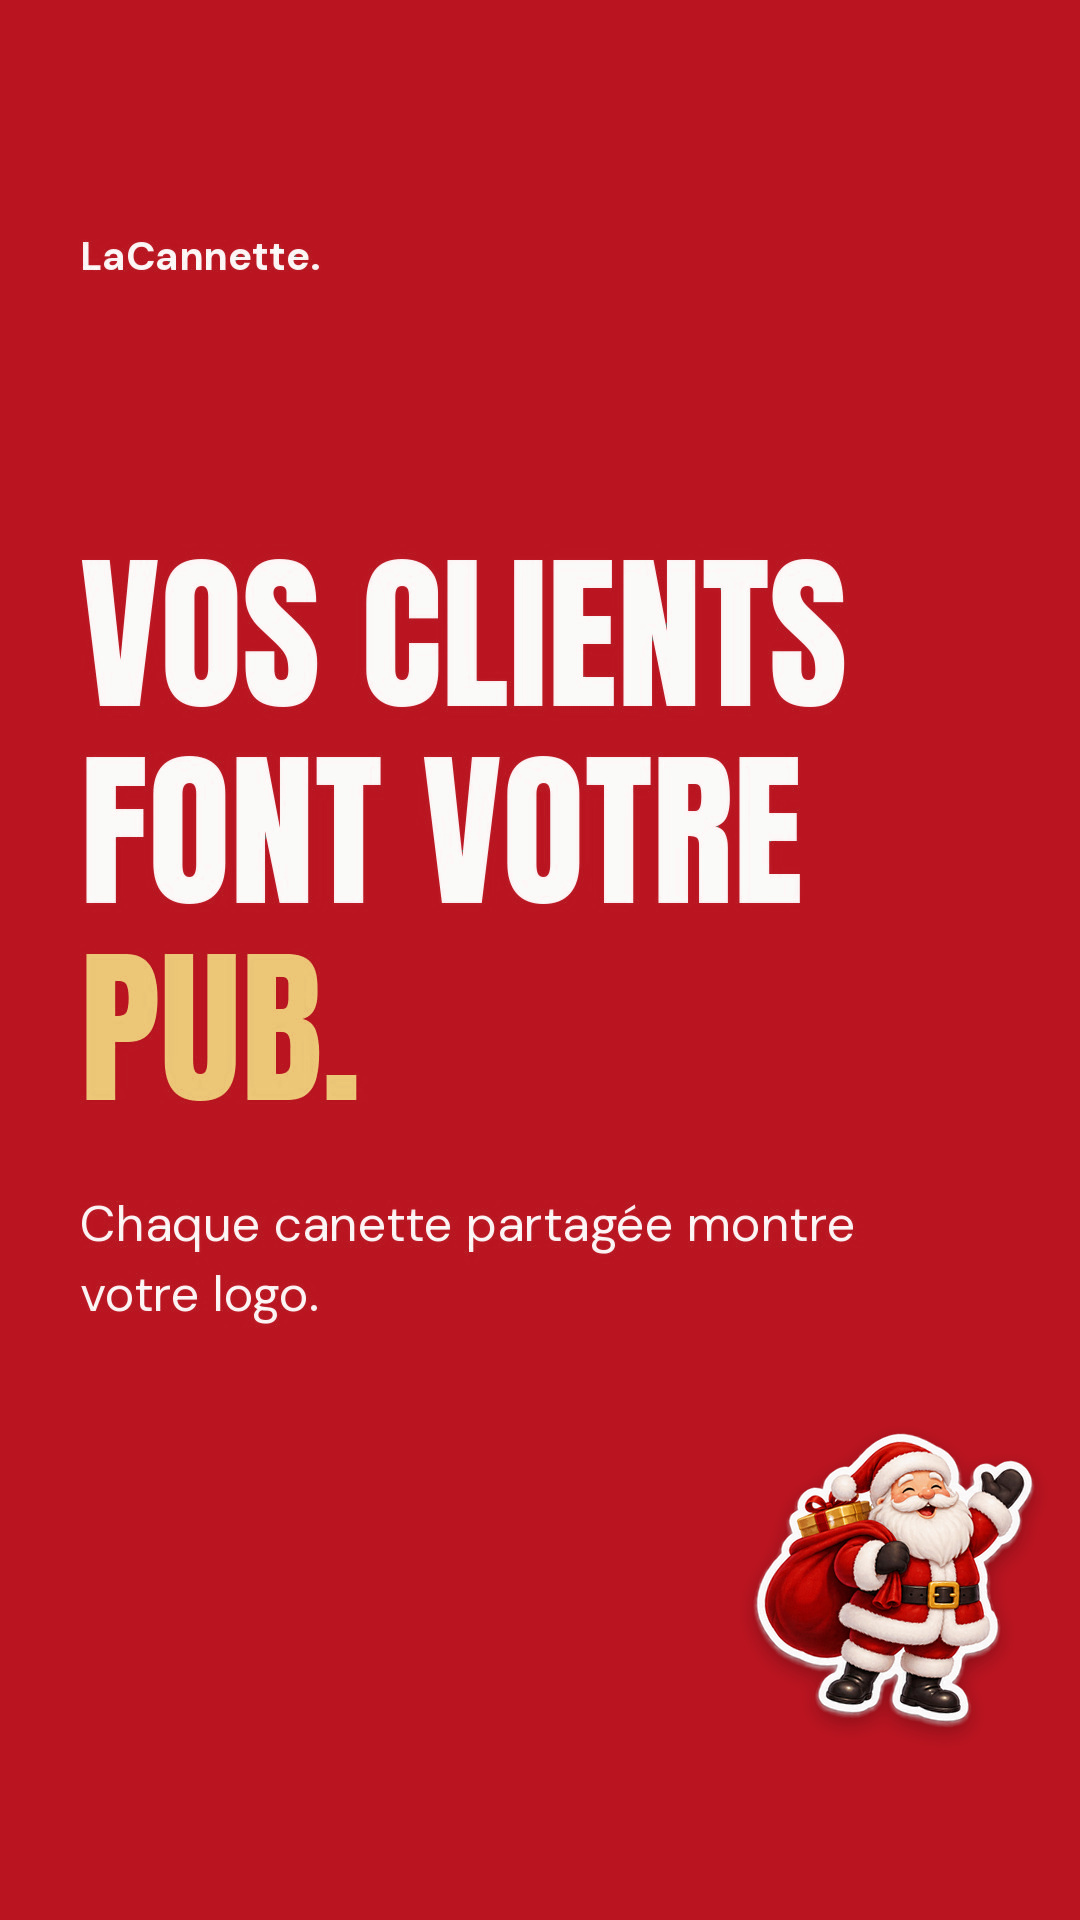 LaCannette.
VOS CLIENTS
FONT VOTRE
PUB.
Chaque canette partagée montre
votre logo.